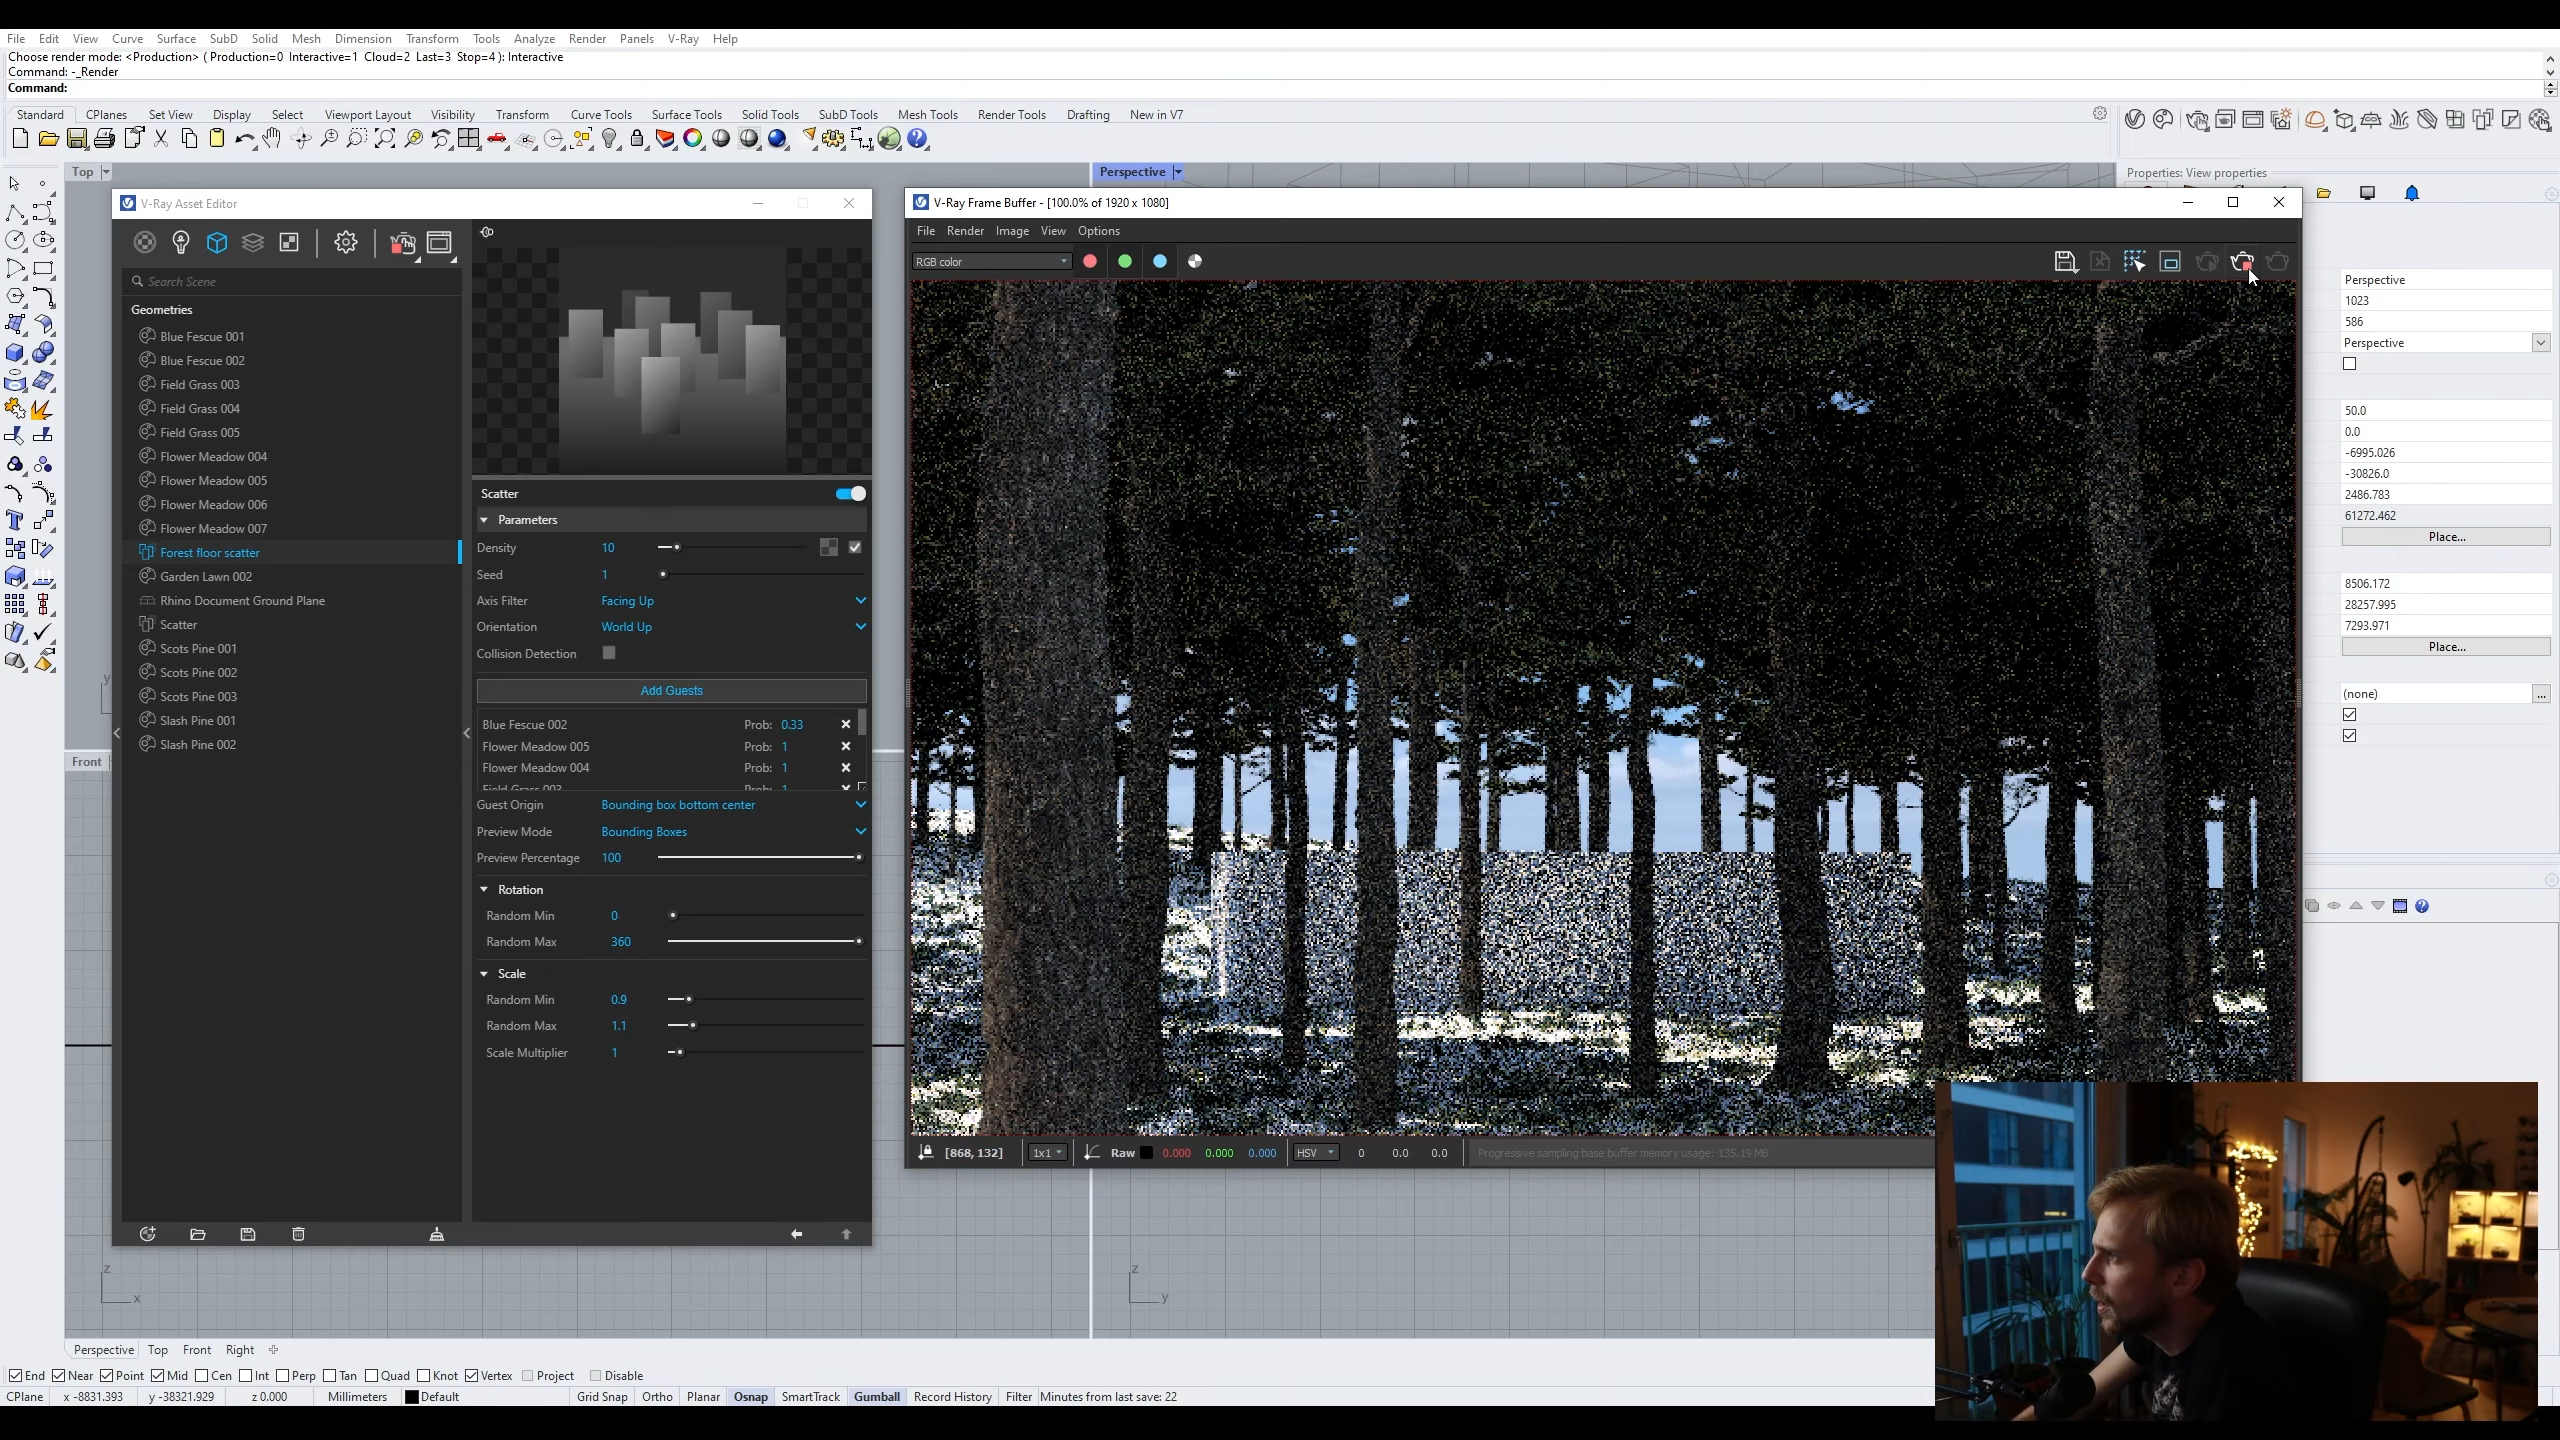 File Edit View Curve Surface SubD Solid Mesh Dimension Transform Tools Analyze Render Panels V-Ray Help
Choose render mode: <Production> ( Production=0 Interactive=1 Cloud=2 Last=3 Stop=4 ): Interactive
Command: -_Render
Command:
Standard CPlanes Set View Display Select Viewport Layout Visibility Transform Curve Tools Surface Tools Solid Tools SubD Tools Mesh Tools Render Tools Drafting New in V7
Top
Perspective
Properties: View properties
V-Ray Asset Editor
Search Scene
Geometries
Blue Fescue 001
Blue Fescue 002
Field Grass 003
Field Grass 004
Field Grass 005
Flower Meadow 004
Flower Meadow 005
Flower Meadow 006
Flower Meadow 007
Forest floor scatter
Garden Lawn 002
Rhino Document Ground Plane
Scatter
Scots Pine 001
Scots Pine 002
Scots Pine 003
Slash Pine 001
Slash Pine 002
Scatter
Parameters
Density 10
Seed 1
Axis Filter Facing Up
Orientation World Up
Collision Detection
Add Guests
Blue Fescue 002 Prob: 0.33
Flower Meadow 005 Prob: 1
Flower Meadow 004 Prob: 1
Field Grass 003 Prob: 1
Guest Origin Bounding box bottom center
Preview Mode Bounding Boxes
Preview Percentage 100
Rotation
Random Min 0
Random Max 360
Scale
Random Min 0.9
Random Max 1.1
Scale Multiplier 1
V-Ray Frame Buffer - [100.0% of 1920 x 1080]
File Render Image View Options
RGB color
[868, 132] 1x1 Raw 0.000 0.000 0.000 HSV 0 0.0 0.0 Progressive sampling base buffer memory usage: 135.19 MB
Perspective
1023
586
Perspective
50.0
0.0
-6995.026
-30826.0
2486.783
61272.462
Place...
8506.172
28257.995
7293.971
Place...
(none) ...
Front
y
z
x
z
y
Perspective Top Front Right
End Near Point Mid Cen Int Perp Tan Quad Knot Vertex Project Disable
CPlane x -8831.393 y -38321.929 z 0.000 Millimeters Default Grid Snap Ortho Planar Osnap SmartTrack Gumball Record History Filter Minutes from last save: 22